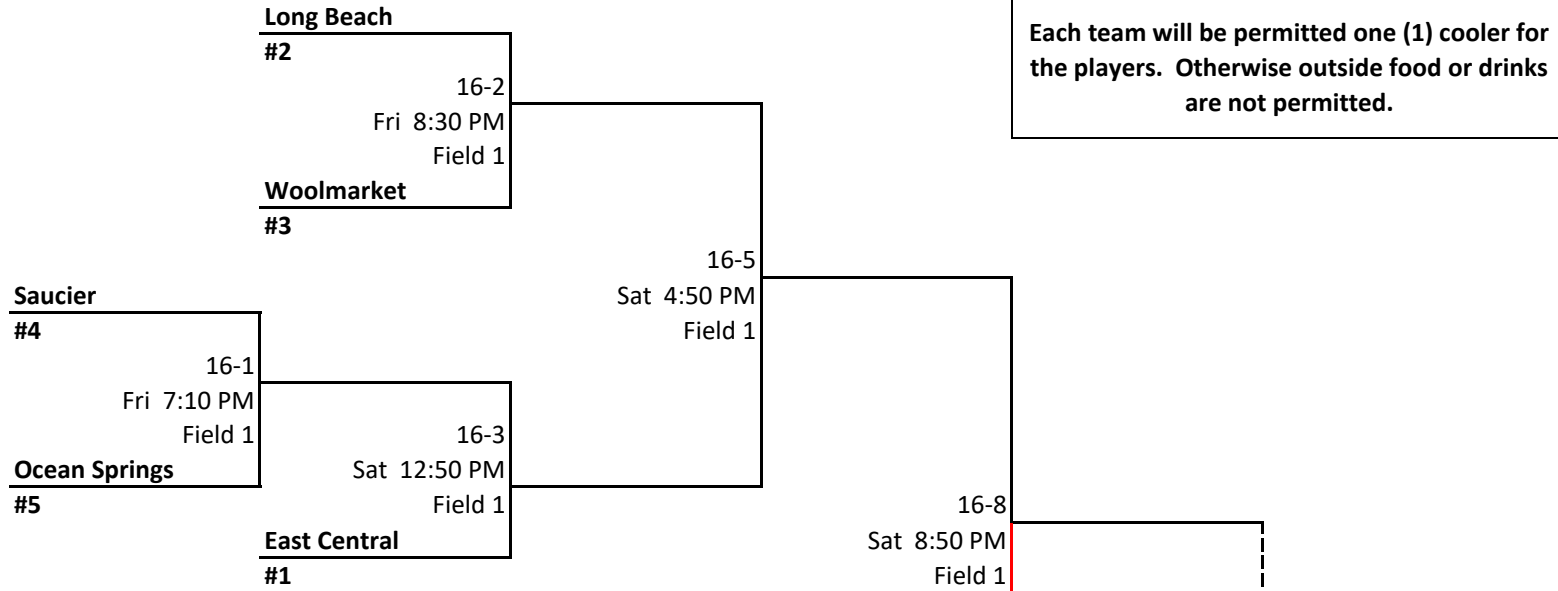 Long Beach
#2
Each team will be permitted one (1) cooler for
the players. Otherwise outside food or drinks
are not permitted.
16-2
Fri 8:30 PM
Field 1
Woolmarket
#3
16-5
Sat 4:50 PM
Field 1
Saucier
#4
16-1
Fri 7:10 PM
Field 1
Ocean Springs
#5
16-3
Sat 12:50 PM
Field 1
East Central
#1
16-8
Sat 8:50 PM
Field 1